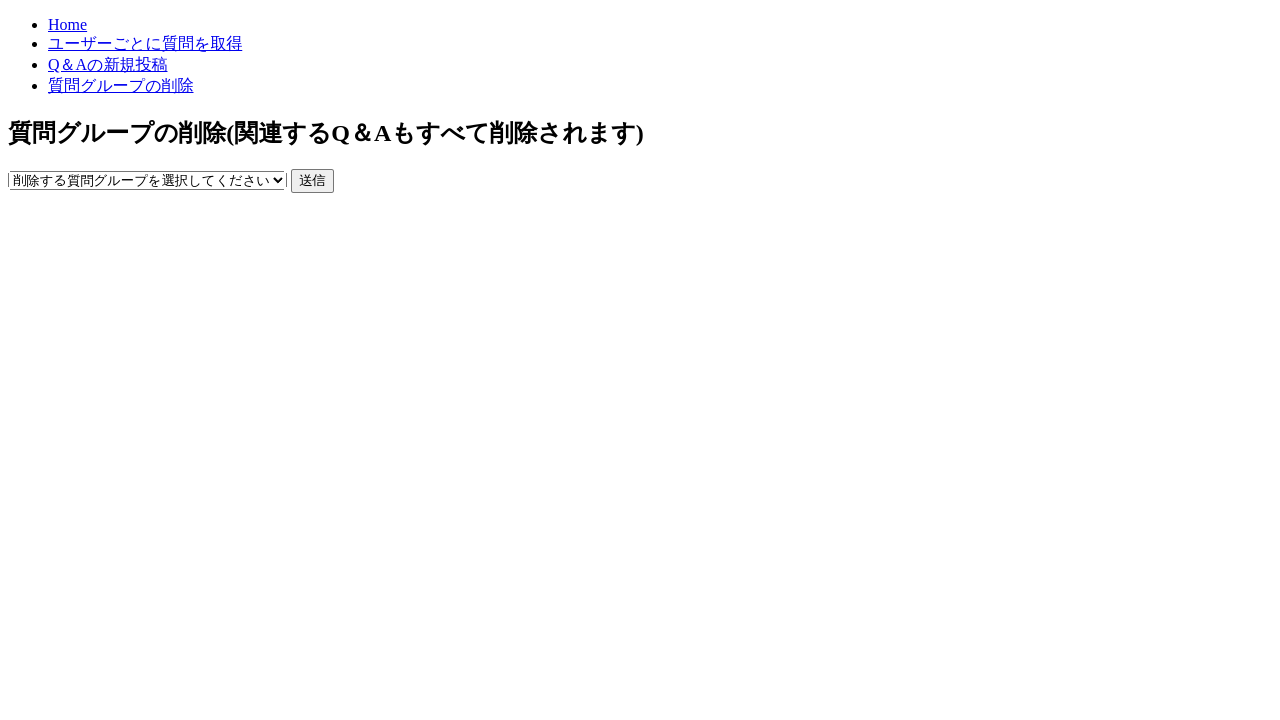 Home
ユーザーごとに質問を取得
Q＆Aの新規投稿
質問グループの削除
質問グループの削除(関連するQ＆Aもすべて削除されます)
削除する質問グループを選択してください 送信